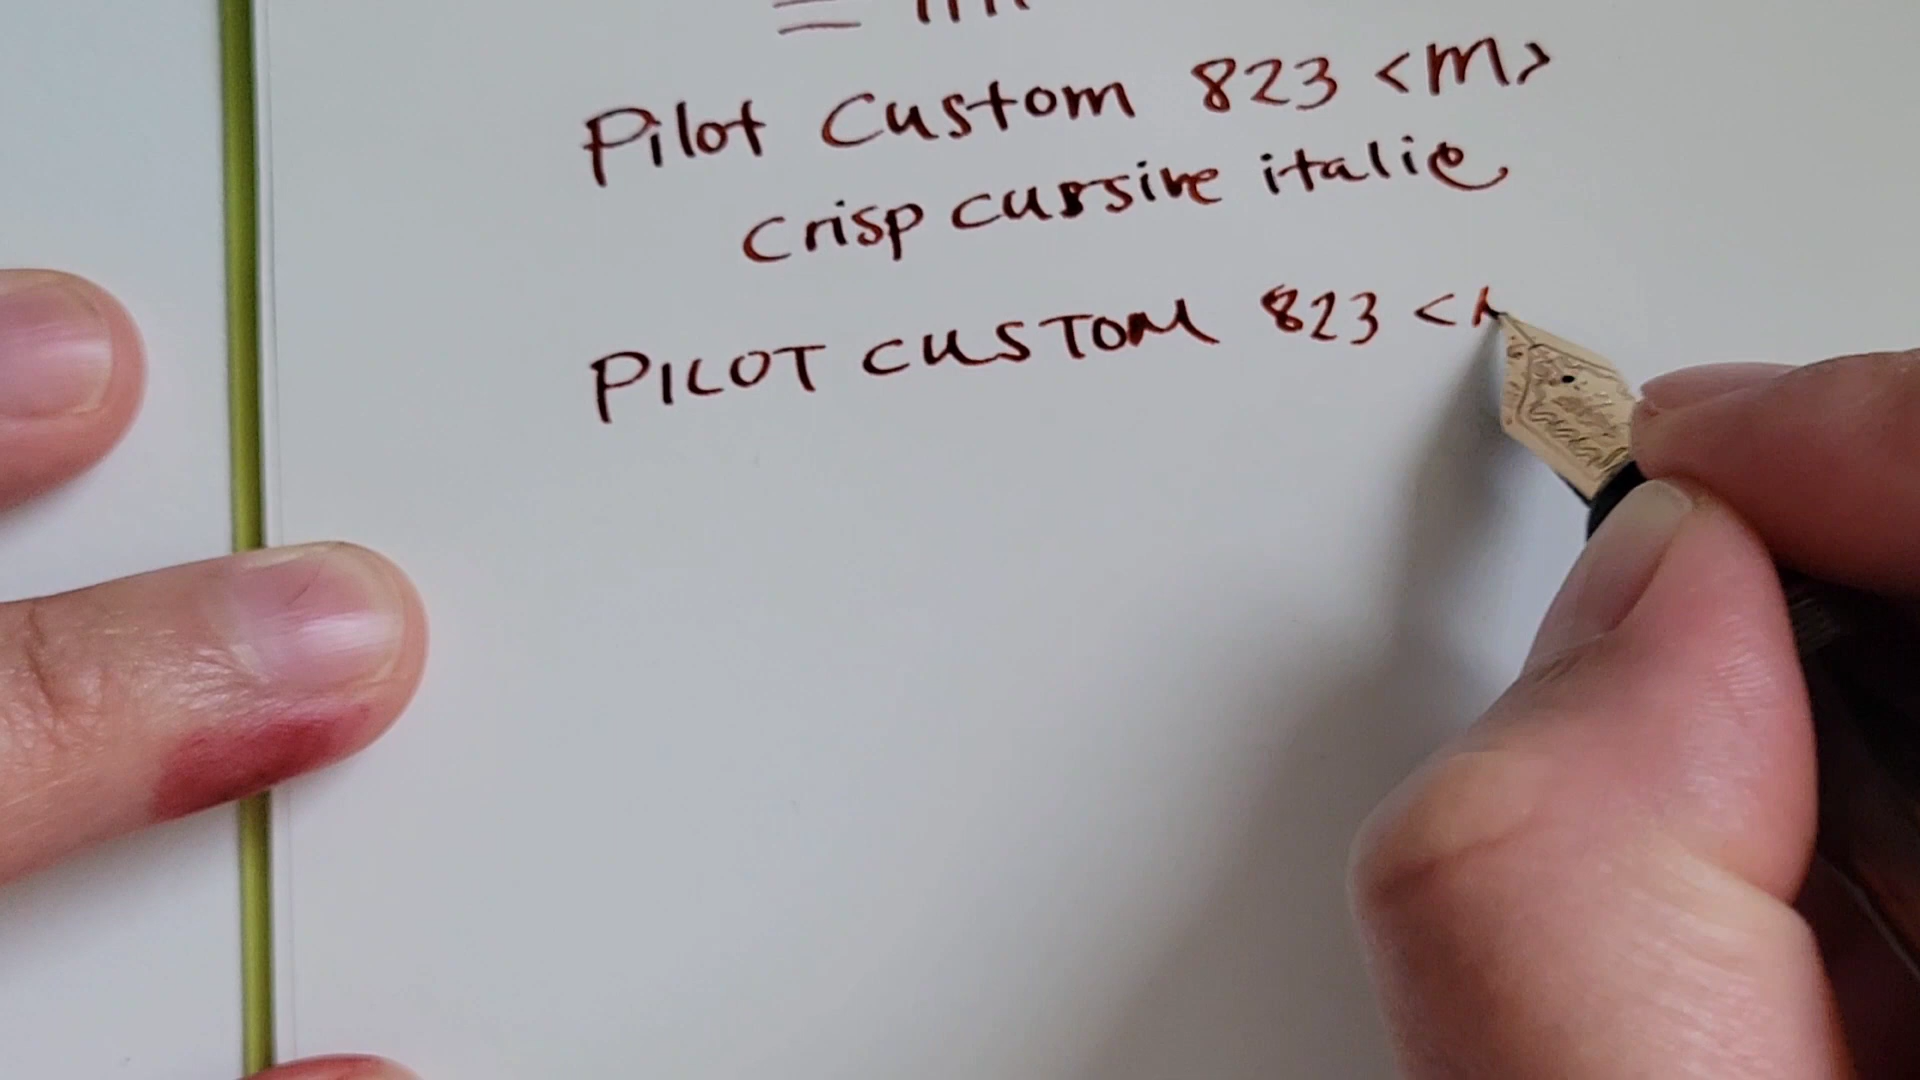 Pilot Custom 823 <M>
Crisp cursive italic
PILOT CUSTOM 823 <